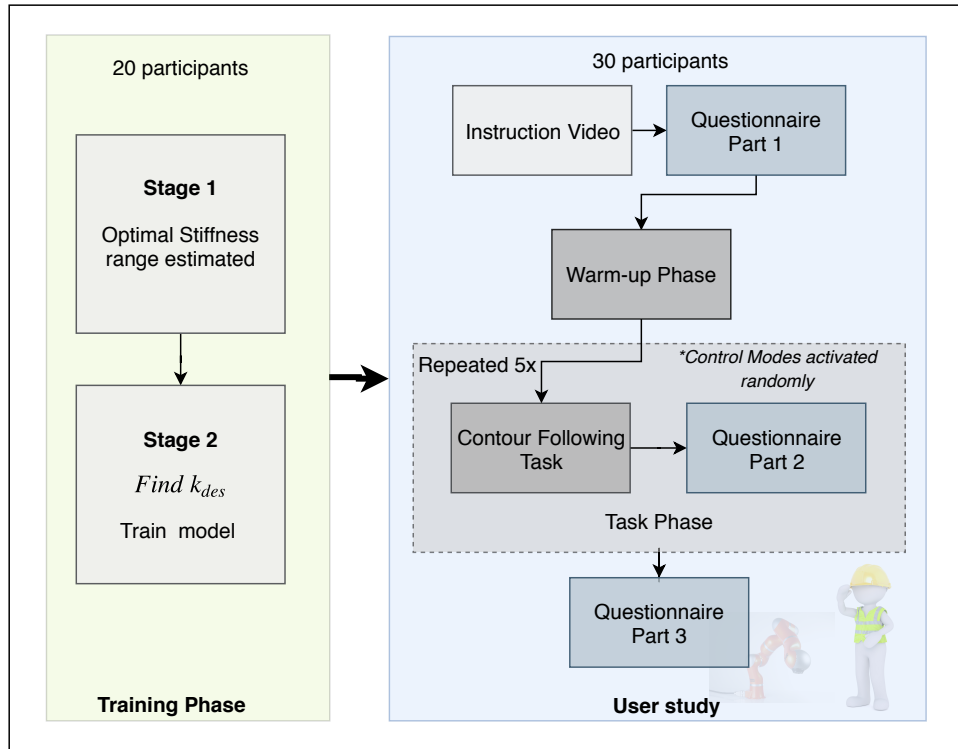 20 participants
Stage 1
Optimal Stiffness
range estimated
Stage 2
Find k_des
Train model
Training Phase
30 participants
Instruction Video
Questionnaire
Part 1
Warm-up Phase
Repeated 5x
*Control Modes activated
randomly
Contour Following
Task
Questionnaire
Part 2
Task Phase
Questionnaire
Part 3
User study